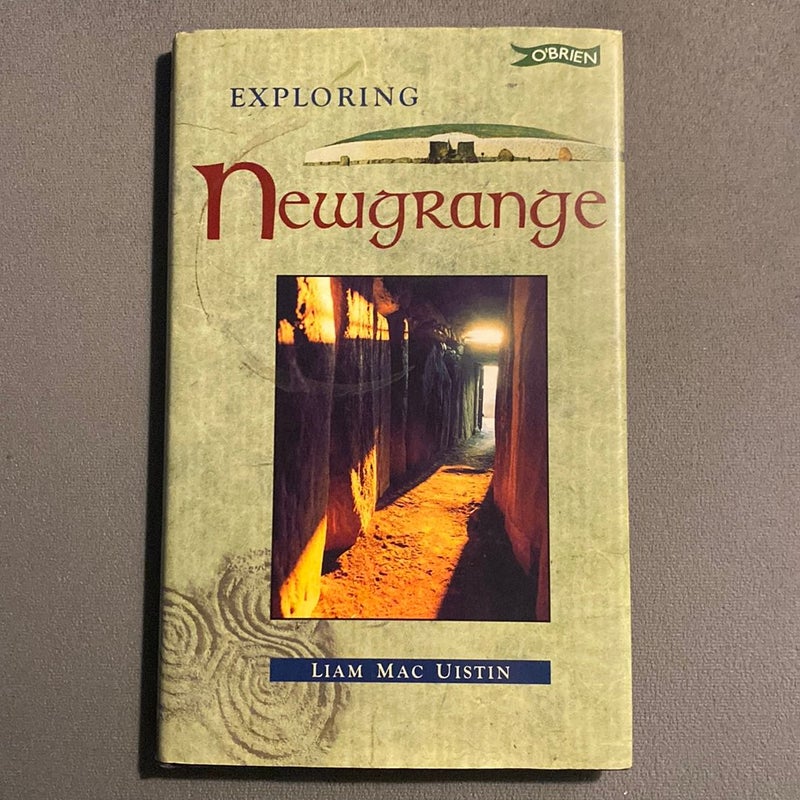 O'BRIEN
EXPLORING
Newgrange
LIAM MAC UISTIN